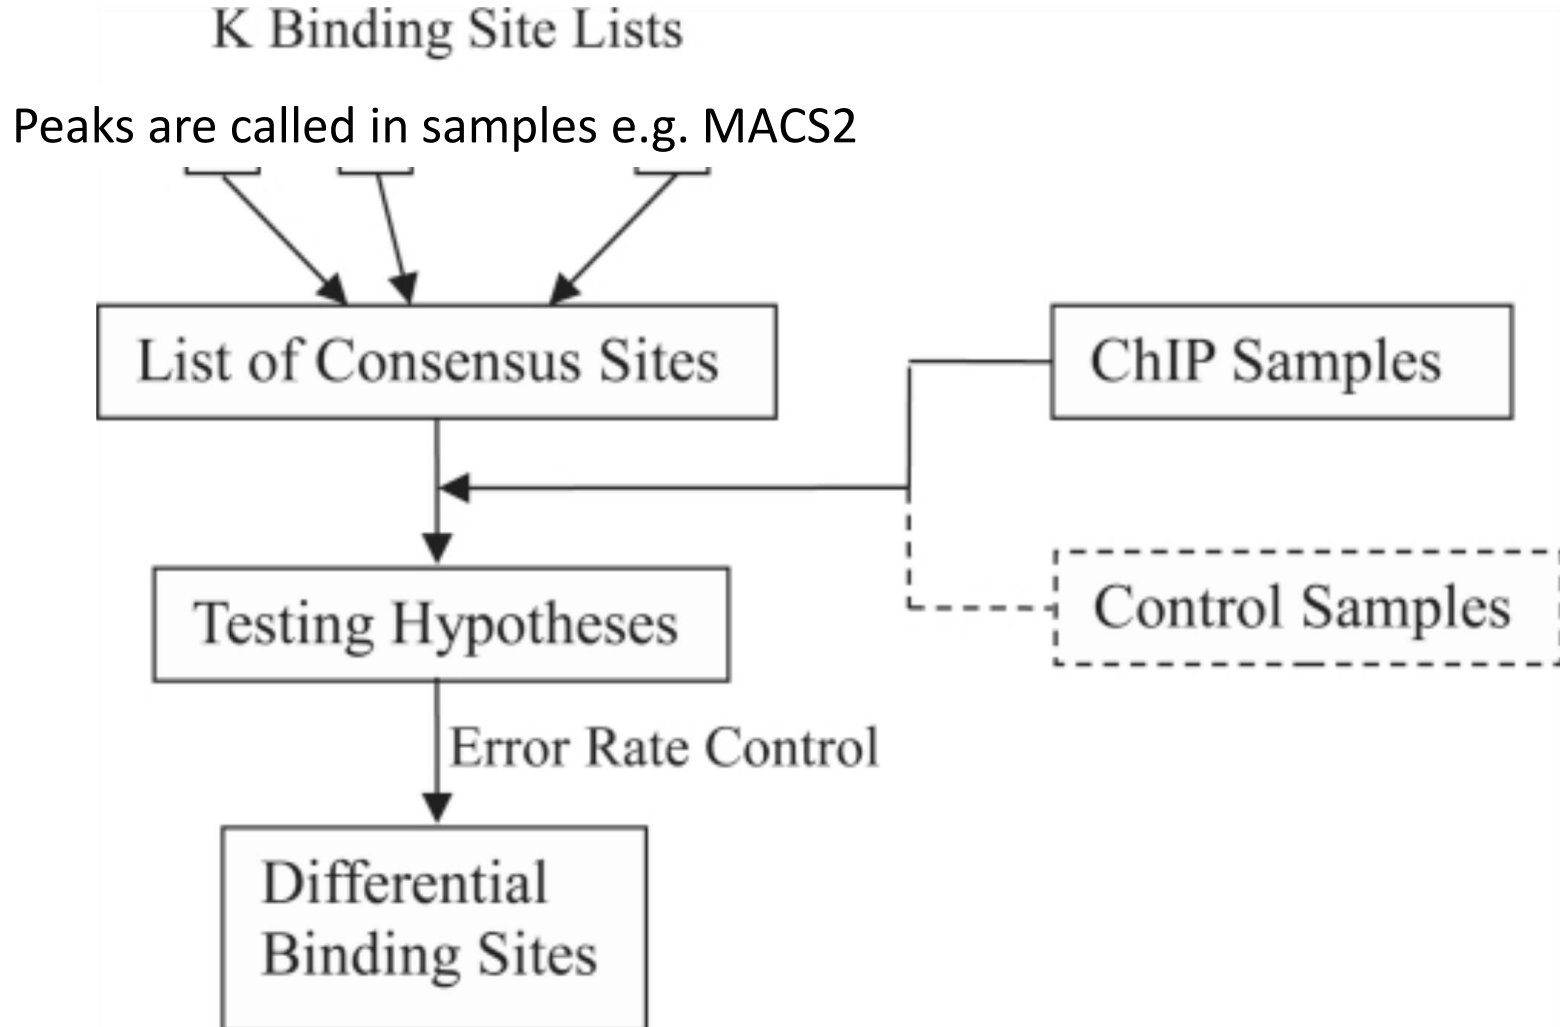 K Binding Site Lists
Peaks are called in samples e.g. MACS2
List of Consensus Sites
ChIP Samples
Testing Hypotheses
Control Samples
Error Rate Control
Differential
Binding Sites